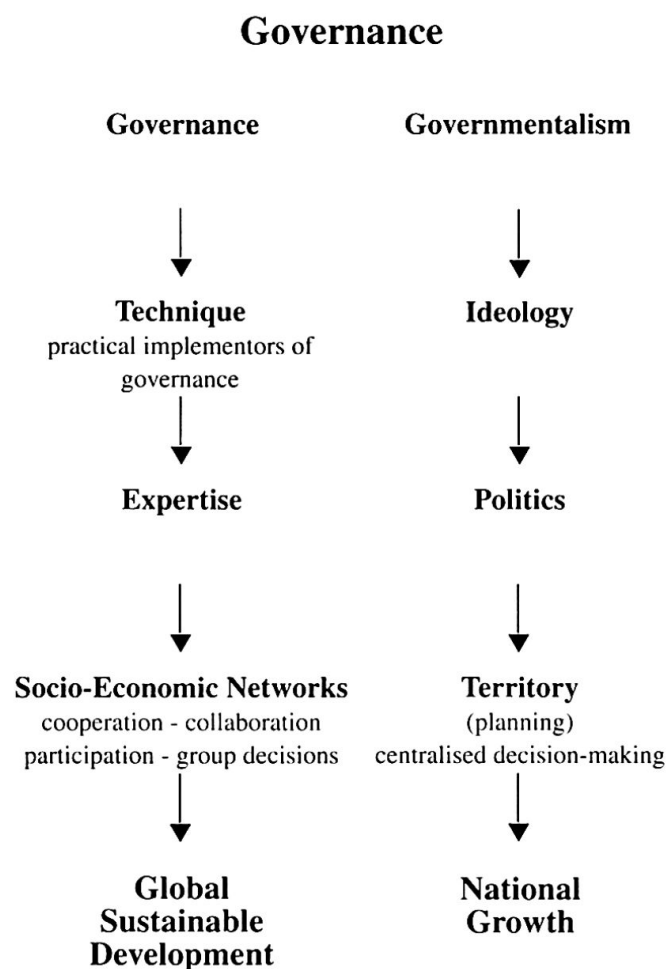 Governance
Governance
Governmentalism
Technique
practical implementors of
governance
Ideology
Expertise
Politics
Socio-Economic Networks
cooperation - collaboration
participation - group decisions
Territory
(planning)
centralised decision-making
Global
Sustainable
Development
National
Growth